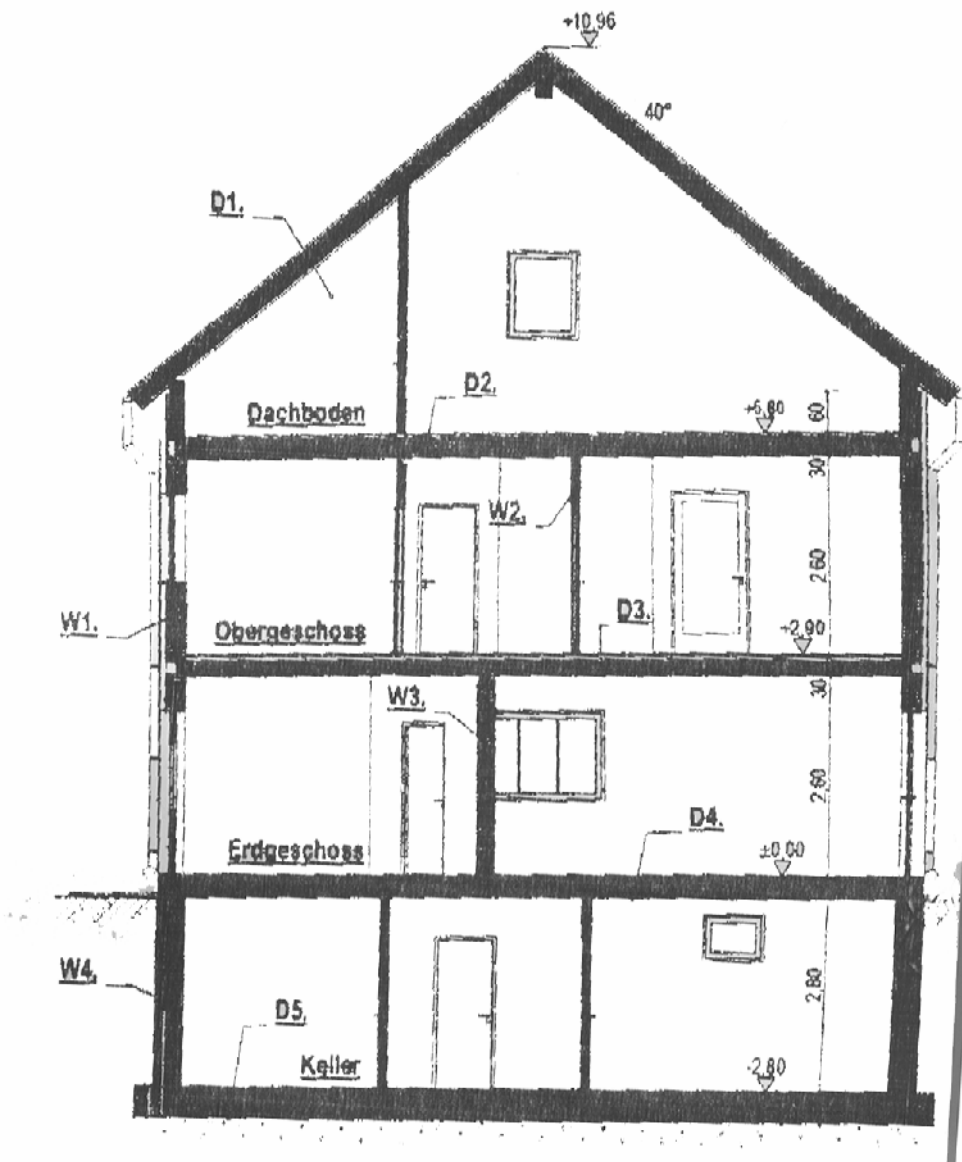 +10,96
40°
D1.
D2.
Dachboden
+5,80
60
30
W2.
2,60
D3.
W1.
Obergeschoss
+2,90
W3.
30
2,60
D4.
Erdgeschoss
±0,00
W4.
2,80
D5.
Keller
-2,80